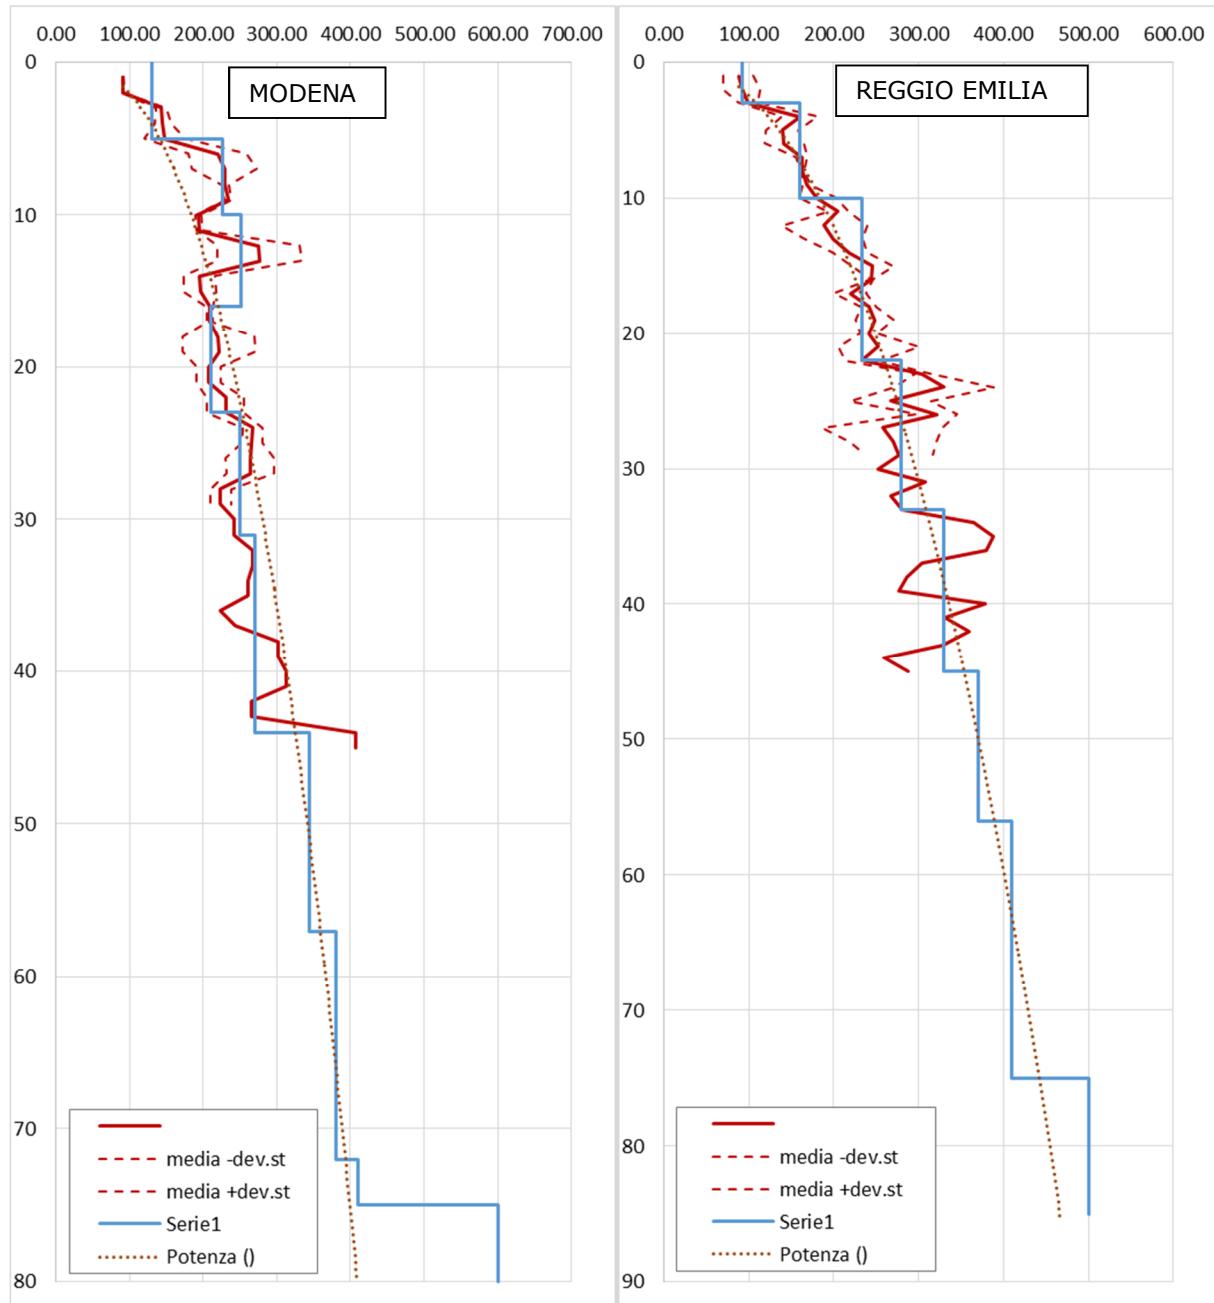 0.00 100.00 200.00 300.00 400.00 500.00 600.00 700.00
0
MODENA
10
20
30
40
50
60
70
80
media -dev.st
media +dev.st
Serie1
Potenza ()
0.00 100.00 200.00 300.00 400.00 500.00 600.00
0
REGGIO EMILIA
10
20
30
40
50
60
70
80
90
media -dev.st
media +dev.st
Serie1
Potenza ()